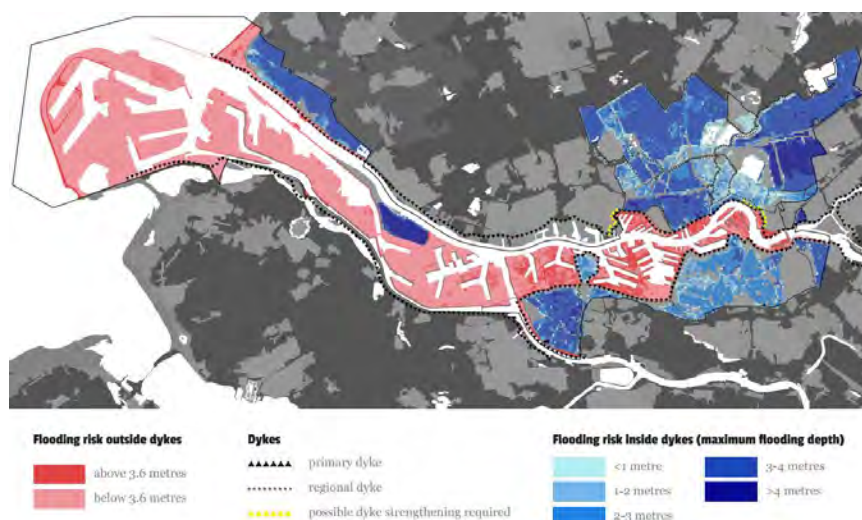 Flooding risk outside dykes
above 3.6 metres
below 3.6 metres
Dykes
primary dyke
regional dyke
possible dyke strengthening required
Flooding risk inside dykes (maximum flooding depth)
<1 metre
1-2 metres
2-3 metres
3-4 metres
>4 metres